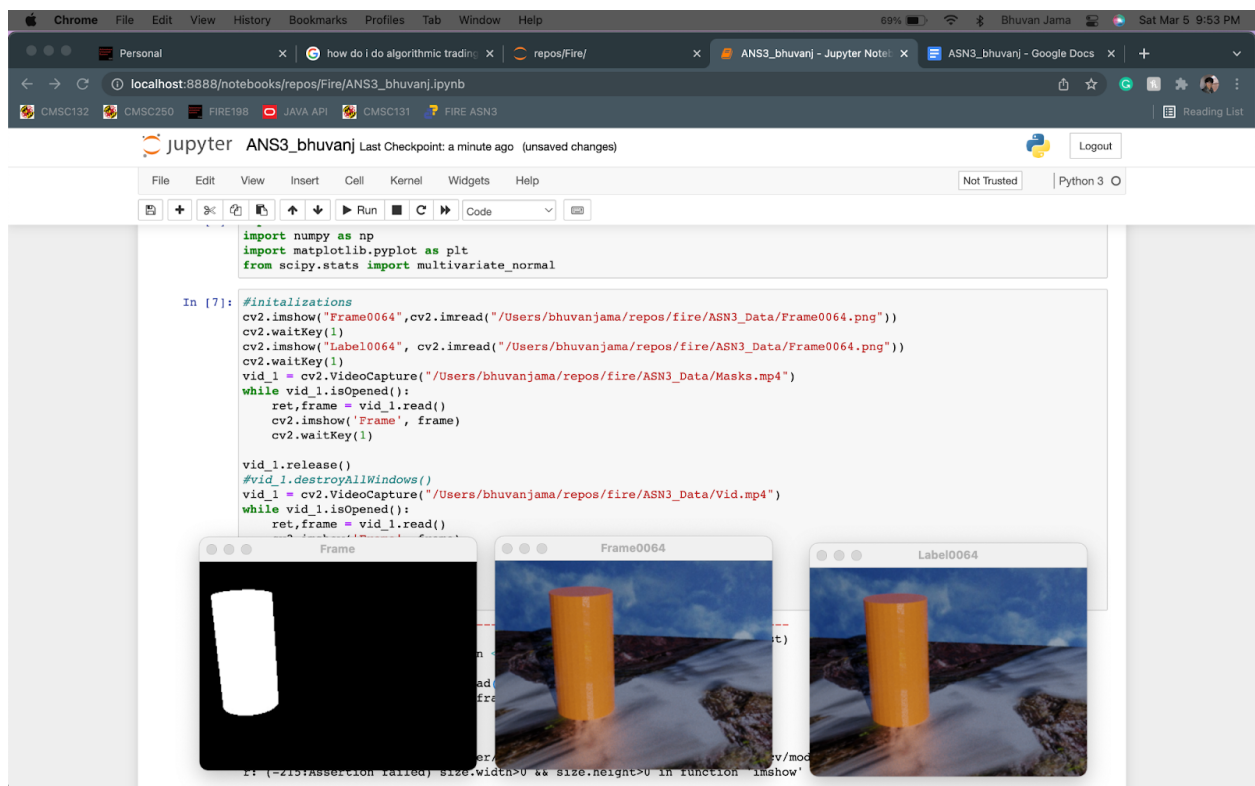 Chrome File Edit View History Bookmarks Profiles Tab Window Help 69% Bhuvan Jama Sat Mar 5 9:53 PM
Personal how do i do algorithmic trading repos/Fire/ ANS3_bhuvanj - Jupyter Noteb ASN3_bhuvanj - Google Docs
localhost:8888/notebooks/repos/Fire/ANS3_bhuvanj.ipynb
CMSC132 CMSC250 FIRE198 JAVA API CMSC131 FIRE ASN3 Reading List
jupyter ANS3_bhuvanj Last Checkpoint: a minute ago (unsaved changes) Logout
File Edit View Insert Cell Kernel Widgets Help Not Trusted Python 3
Run Code
import numpy as np
import matplotlib.pyplot as plt
from scipy.stats import multivariate_normal
In [7]: #initalizations
cv2.imshow("Frame0064",cv2.imread("/Users/bhuvanjama/repos/fire/ASN3_Data/Frame0064.png"))
cv2.waitKey(1)
cv2.imshow("Label0064", cv2.imread("/Users/bhuvanjama/repos/fire/ASN3_Data/Frame0064.png"))
cv2.waitKey(1)
vid_1 = cv2.VideoCapture("/Users/bhuvanjama/repos/fire/ASN3_Data/Masks.mp4")
while vid_1.isOpened():
ret,frame = vid_1.read()
cv2.imshow('Frame', frame)
cv2.waitKey(1)
vid_1.release()
#vid_1.destroyAllWindows()
vid_1 = cv2.VideoCapture("/Users/bhuvanjama/repos/fire/ASN3_Data/Vid.mp4")
while vid_1.isOpened():
ret,frame = vid_1.read()
Frame Frame0064 Label0064
r: (-215:Assertion failed) size.width>0 && size.height>0 in function 'imshow'